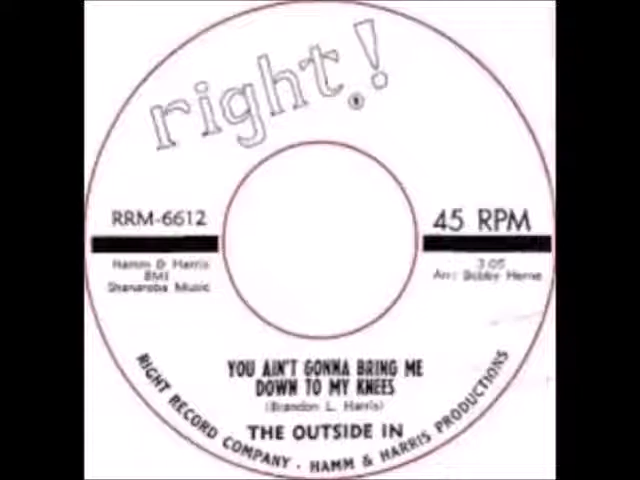 right!
RRM-6612
45 RPM
Hamm & Harris
BMI
Shanaroba Music
3:05
Arr: Bobby Herne
YOU AIN'T GONNA BRING ME
DOWN TO MY KNEES
(Brandon L. Harris)
THE OUTSIDE IN
RIGHT RECORD COMPANY · HAMM & HARRIS PRODUCTIONS